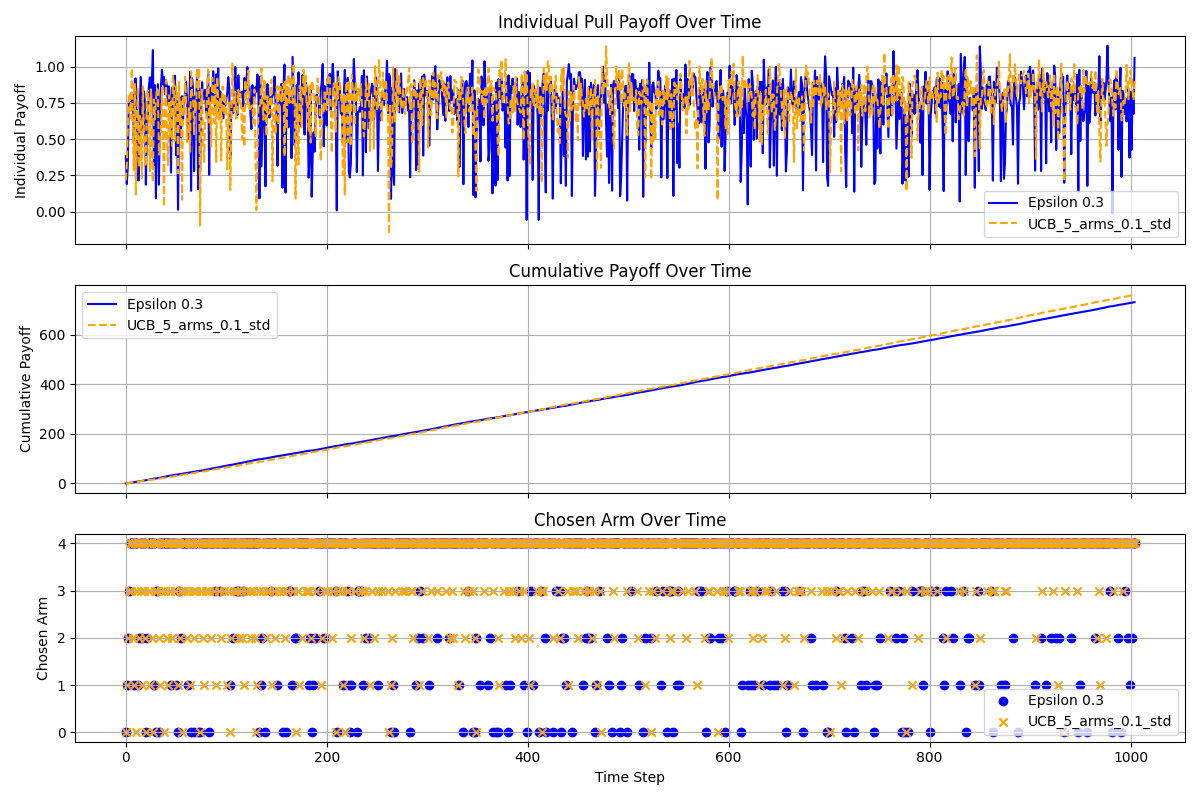 Individual Pull Payoff Over Time
Individual Payoff
1.00
0.75
0.50
0.25
0.00
Epsilon 0.3
UCB_5_arms_0.1_std
Cumulative Payoff Over Time
Cumulative Payoff
600
400
200
0
Epsilon 0.3
UCB_5_arms_0.1_std
Chosen Arm Over Time
Chosen Arm
4
3
2
1
0
Epsilon 0.3
UCB_5_arms_0.1_std
0 200 400 600 800 1000
Time Step